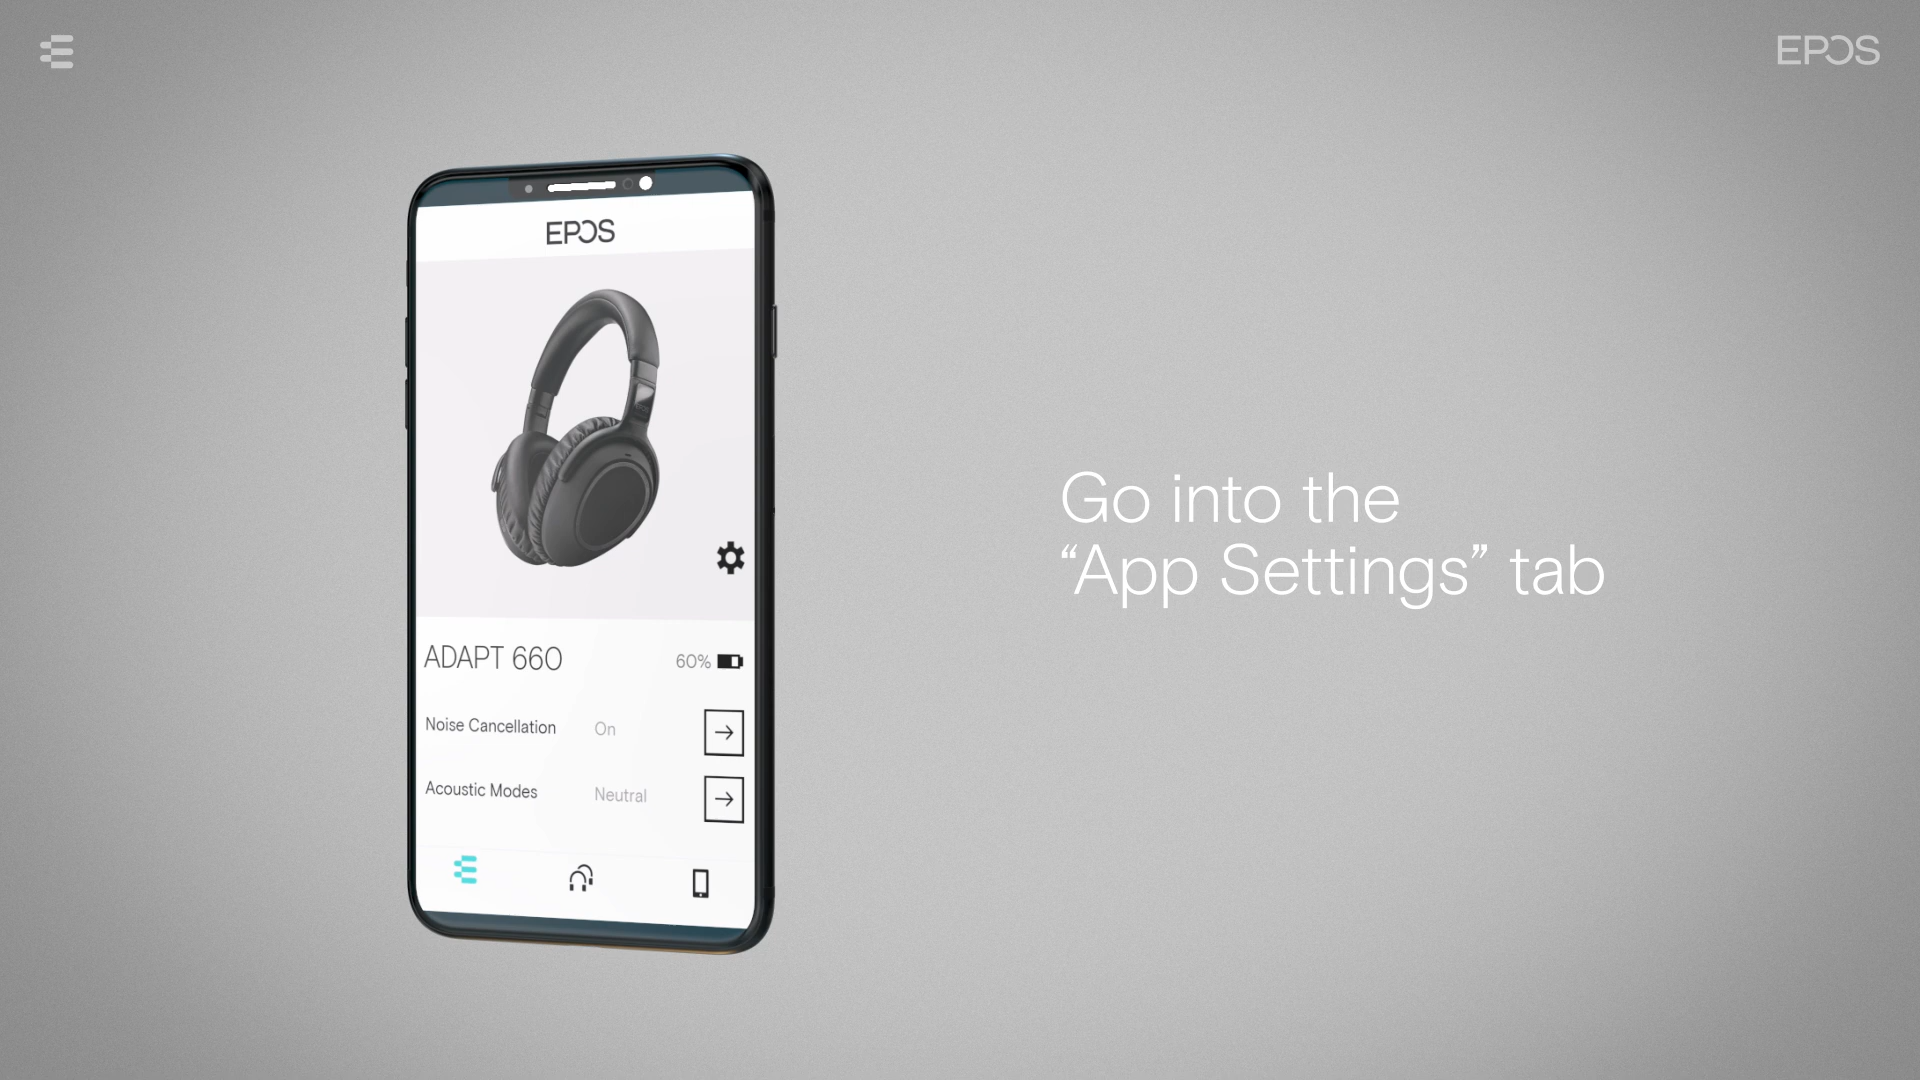 EPOS
EPOS
ADAPT 660
60%
Noise Cancellation On
Acoustic Modes Neutral
Go into the
“App Settings” tab